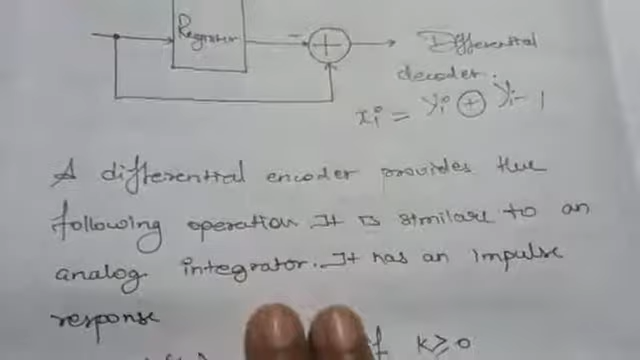 Register
-
Differential
decoder.
xi = yi ⊕ yi-1
A differential encoder provides the
following operation. It is similar to an
analog integrator. It has an impulse
response
K ≥ 0